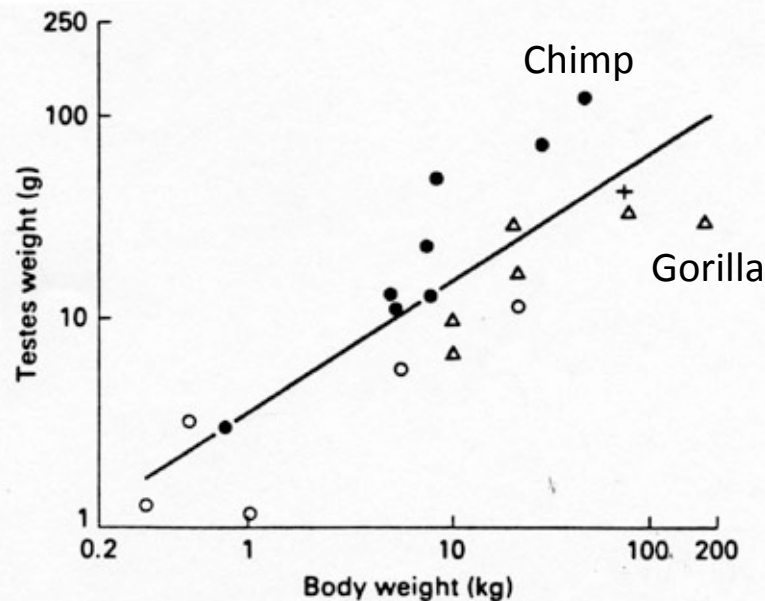 250
Chimp
100
Testes weight (g)
Gorilla
10
1
0.2 1 10 100 200
Body weight (kg)